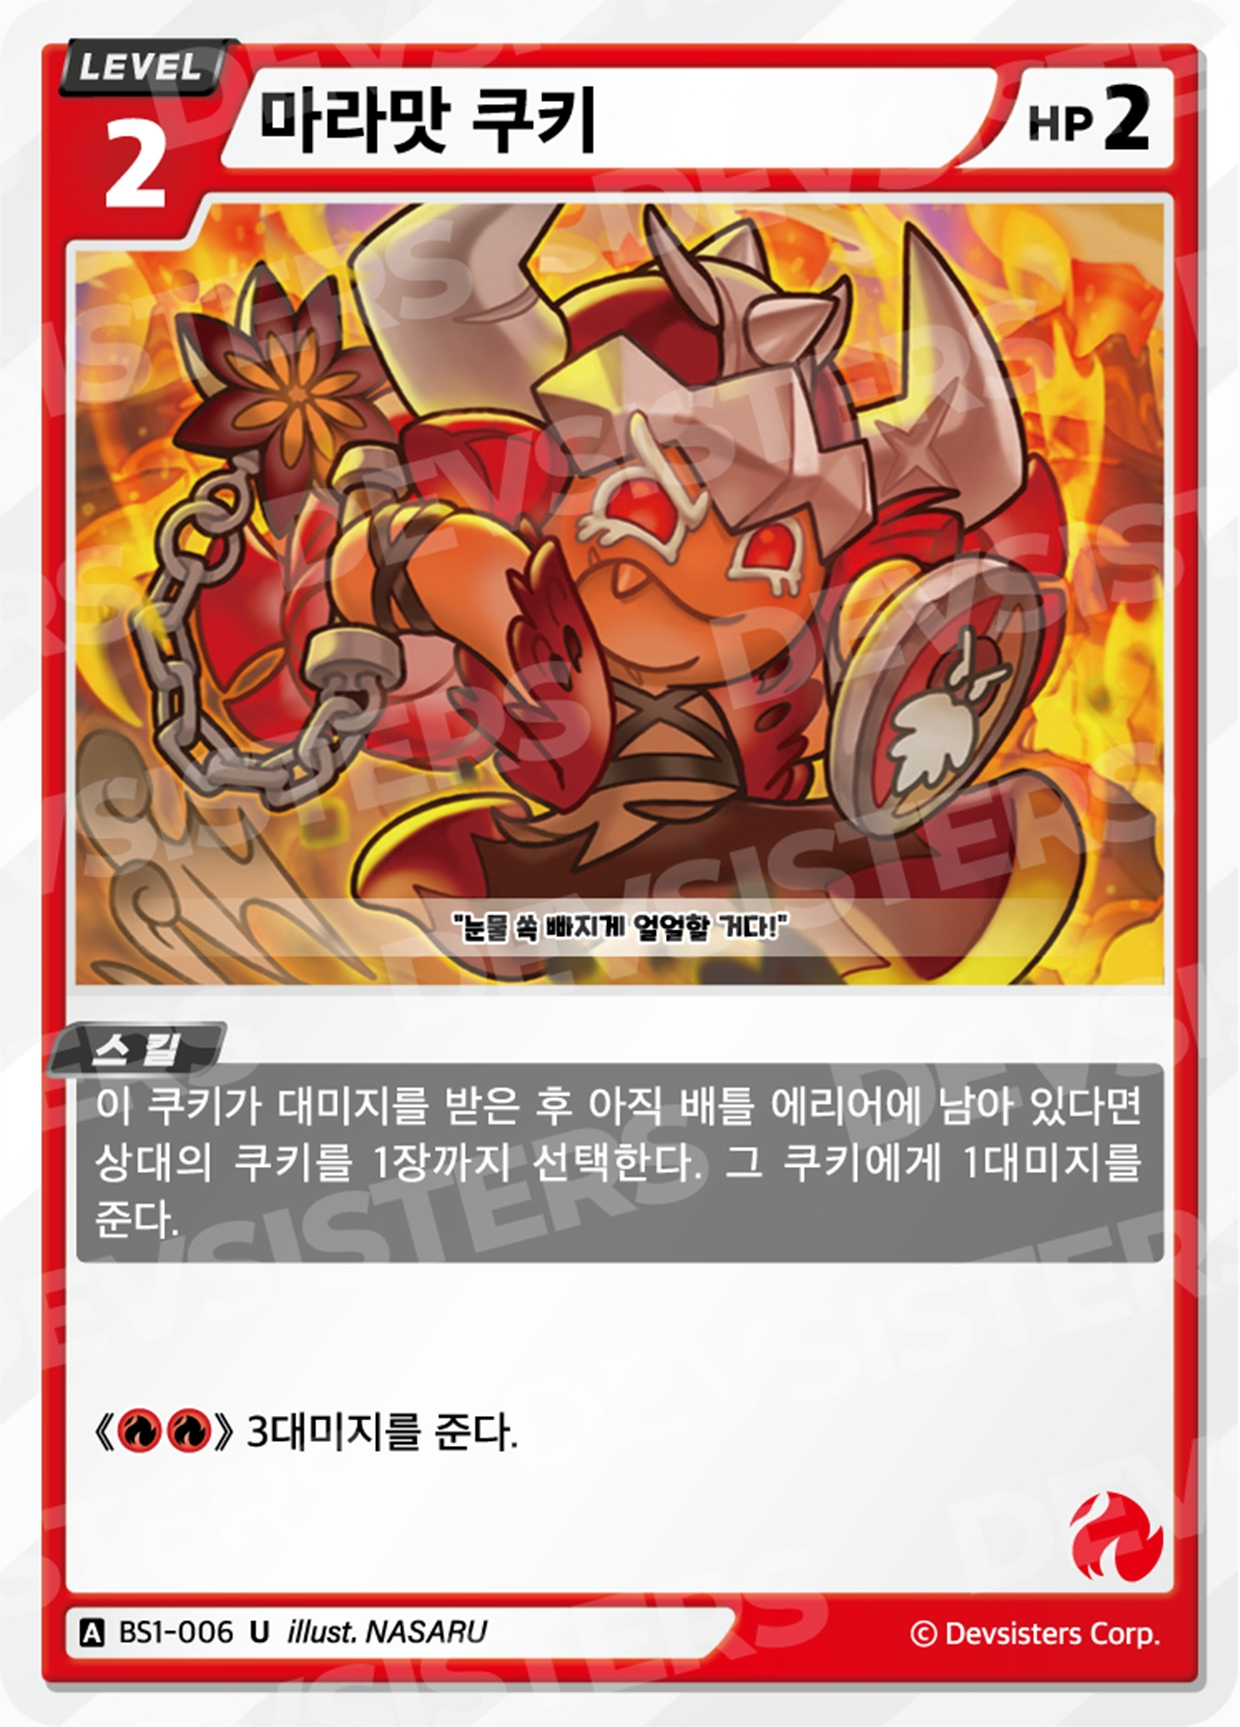 LEVEL
2
마라맛 쿠키
HP 2
"눈물 쏙 빠지게 얼얼할 거다!"
스킬
이 쿠키가 대미지를 받은 후 아직 배틀 에리어에 남아 있다면
상대의 쿠키를 1장까지 선택한다. 그 쿠키에게 1대미지를
준다.
《》 3대미지를 준다.
A BS1-006 U illust. NASARU
© Devsisters Corp.
DEVSISTERS